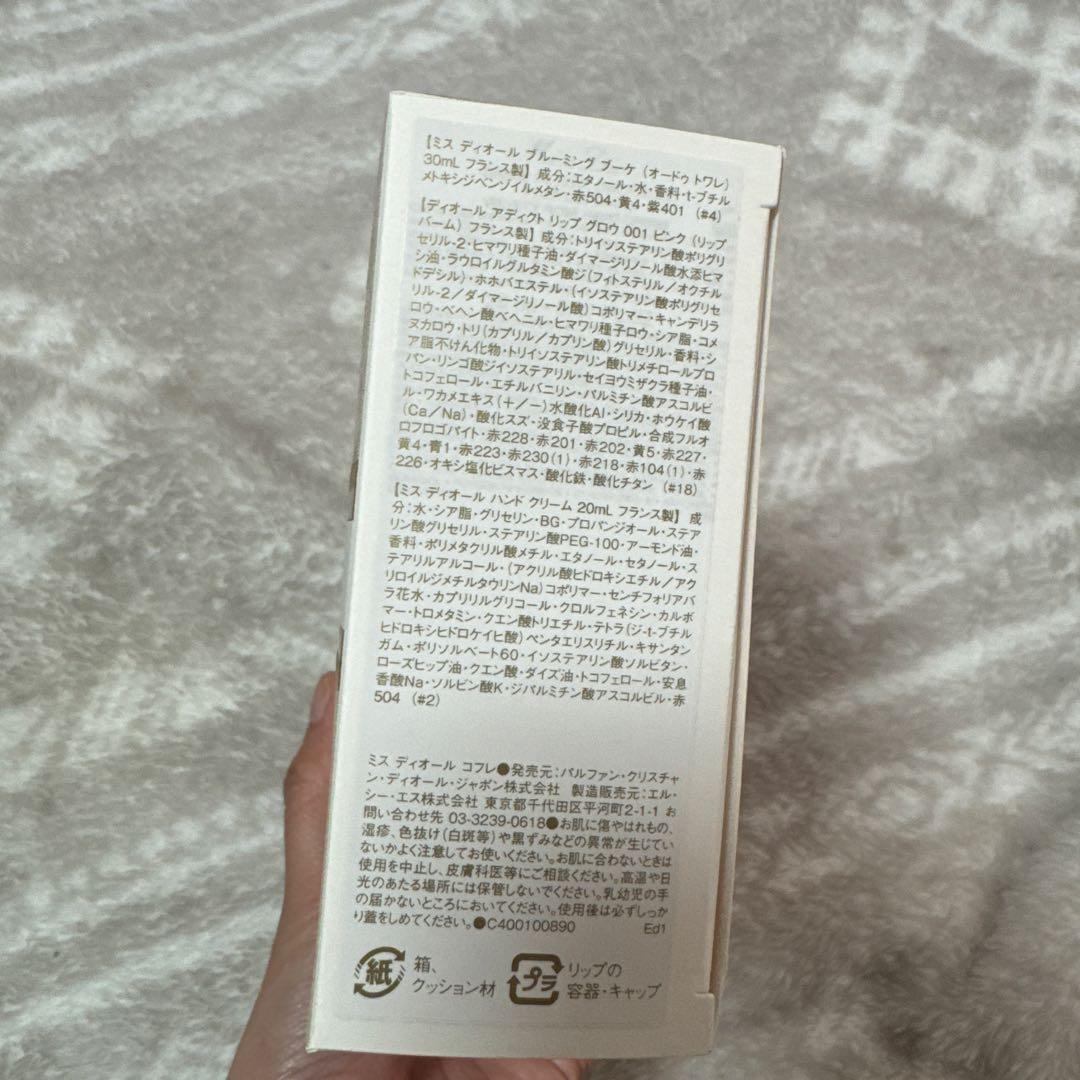 【ミス ディオール ブルーミング ブーケ (オードゥ トワレ)
30mL フランス製】 成分:エタノール・水・香料・t-ブチル
メトキシジベンゾイルメタン・赤504・黄4・紫401 (#4)
【ディオール アディクト リップ グロウ 001 ピンク (リップ
バーム) フランス製】 成分:トリイソステアリン酸ポリグリ
セリル-2・ヒマワリ種子油・ダイマージリノール酸水添ヒマ
シ油・ラウロイルグルタミン酸ジ(フィトステリル/オクチル
ドデシル)・ホホバエステル・(イソステアリン酸ポリグリセ
リル-2/ダイマージリノール酸)コポリマー・キャンデリラ
ロウ・ベヘン酸ベヘニル・ヒマワリ種子ロウ・シア脂・コメ
ヌカロウ・トリ(カプリル/カプリン酸)グリセリル・香料・シ
ア脂不けん化物・トリイソステアリン酸トリメチロールプロ
パン・リンゴ酸ジイソステアリル・セイヨウミザクラ種子油・
トコフェロール・エチルバニリン・パルミチン酸アスコルビ
ル・ワカメエキス(+/-)水酸化Al・シリカ・ホウケイ酸
(Ca/Na)・酸化スズ・没食子酸プロピル・合成フルオ
ロフロゴパイト・赤228・赤201・赤202・黄5・赤227・
黄4・青1・赤223・赤230(1)・赤218・赤104(1)・赤
226・オキシ塩化ビスマス・酸化鉄・酸化チタン (#18)
【ミス ディオール ハンド クリーム 20mL フランス製】 成
分:水・シア脂・グリセリン・BG・プロパンジオール・ステア
リン酸グリセリル・ステアリン酸PEG-100・アーモンド油・
香料・ポリメタクリル酸メチル・エタノール・セタノール・ス
テアリルアルコール・(アクリル酸ヒドロキシエチル/アク
リロイルジメチルタウリンNa)コポリマー・センチフォリアバ
ラ花水・カプリリルグリコール・クロルフェネシン・カルボ
マー・トロメタミン・クエン酸トリエチル・テトラ(ジ-t-ブチル
ヒドロキシヒドロケイヒ酸)ペンタエリスリチル・キサンタン
ガム・ポリソルベート60・イソステアリン酸ソルビタン・
ローズヒップ油・クエン酸・ダイズ油・トコフェロール・安息
香酸Na・ソルビン酸K・ジパルミチン酸アスコルビル・赤
504 (#2)
ミス ディオール コフレ●発売元:パルファン・クリスチャ
ン・ディオール・ジャポン株式会社 製造販売元:エル・
シー・エス株式会社 東京都千代田区平河町2-1-1 お
問い合わせ先 03-3239-0618●お肌に傷やはれもの、
湿疹、色抜け(白斑等)や黒ずみなどの異常が生じてい
ないかよく注意してお使いください。お肌に合わないときは
使用を中止し、皮膚科医等にご相談ください。高温や日
光のあたる場所には保管しないでください。乳幼児の手
の届かないところにおいてください。使用後は必ずしっか
り蓋をしめてください。●C400100890 Ed1
紙 箱、
クッション材
プラ リップの
容器・キャップ